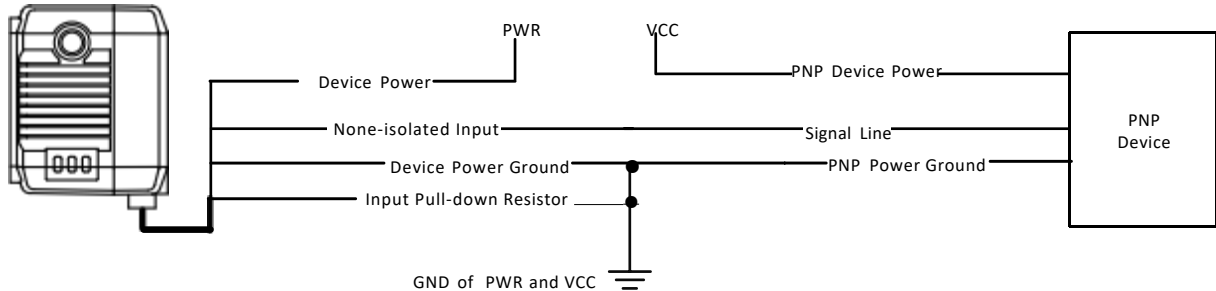 PWR
VCC
Device Power
PNP Device Power
None-isolated Input
Signal Line
PNP
Device
Device Power Ground
PNP Power Ground
Input Pull-down Resistor
GND of PWR and VCC